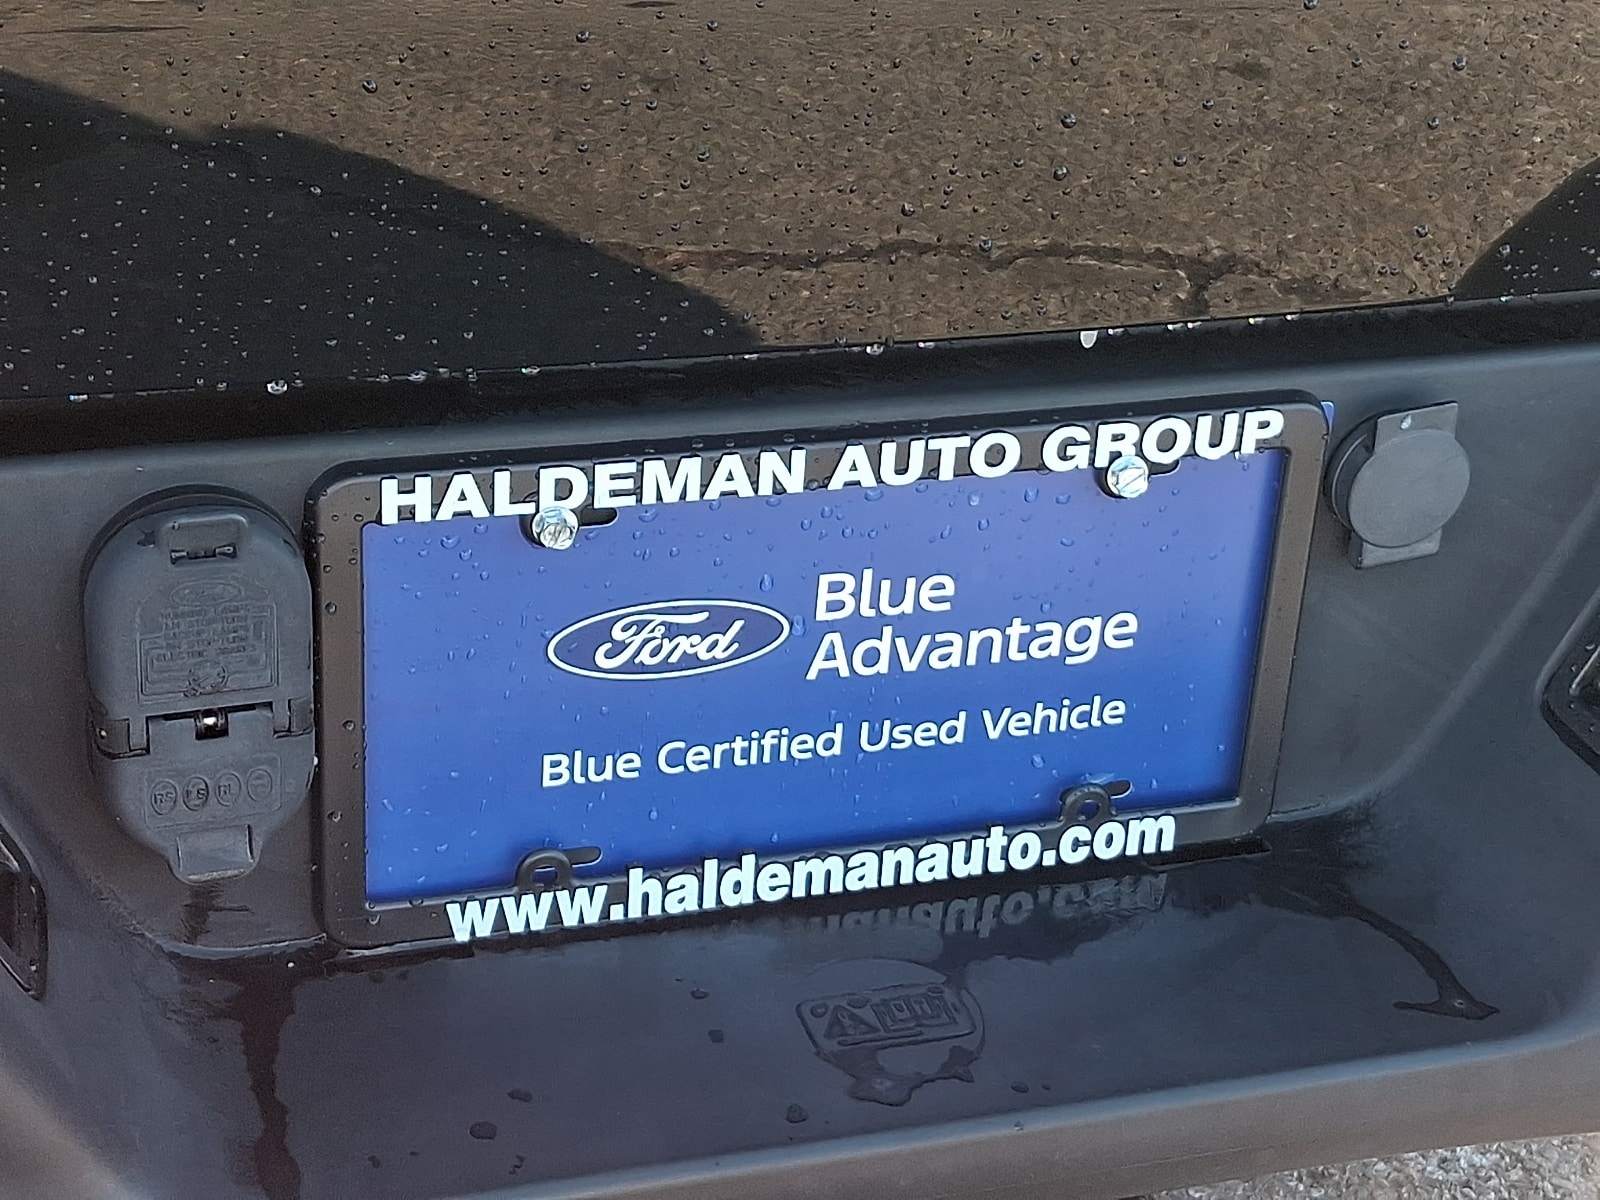 HALDEMAN AUTO GROUP
Ford
Blue
Advantage
Blue Certified Used Vehicle
www.haldemanauto.com